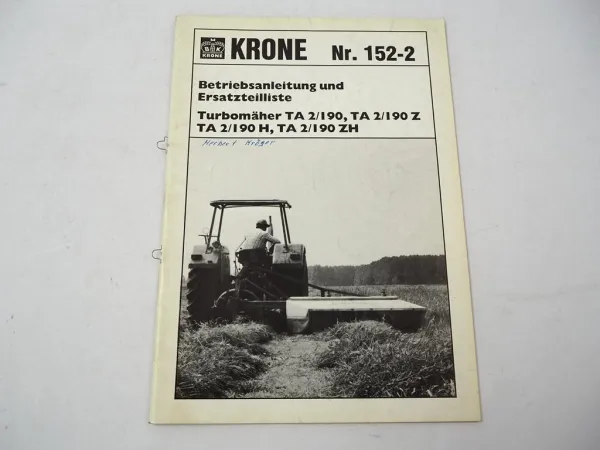 KRONE Nr. 152-2
B K
KRONE
Betriebsanleitung und
Ersatzteilliste
Turbomäher TA 2/190, TA 2/190 Z
TA 2/190 H, TA 2/190 ZH